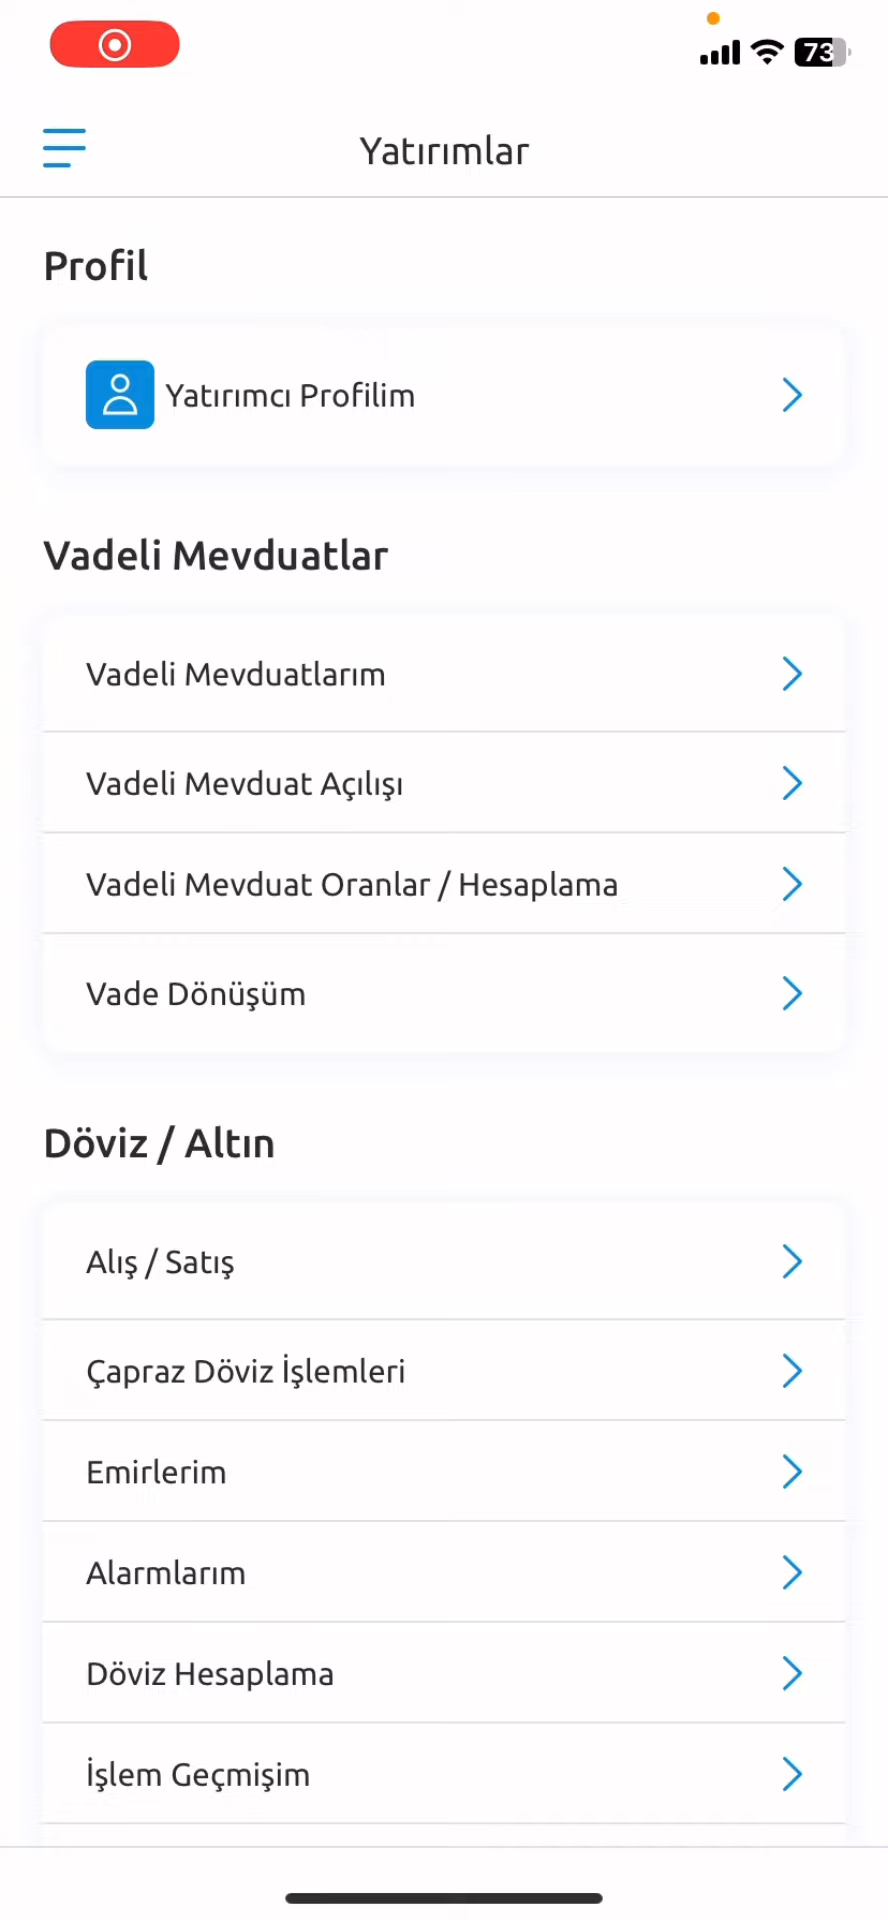 73
Yatırımlar
Profil
Yatırımcı Profilim
Vadeli Mevduatlar
Vadeli Mevduatlarım
Vadeli Mevduat Açılışı
Vadeli Mevduat Oranlar / Hesaplama
Vade Dönüşüm
Döviz / Altın
Alış / Satış
Çapraz Döviz İşlemleri
Emirlerim
Alarmlarım
Döviz Hesaplama
İşlem Geçmişim